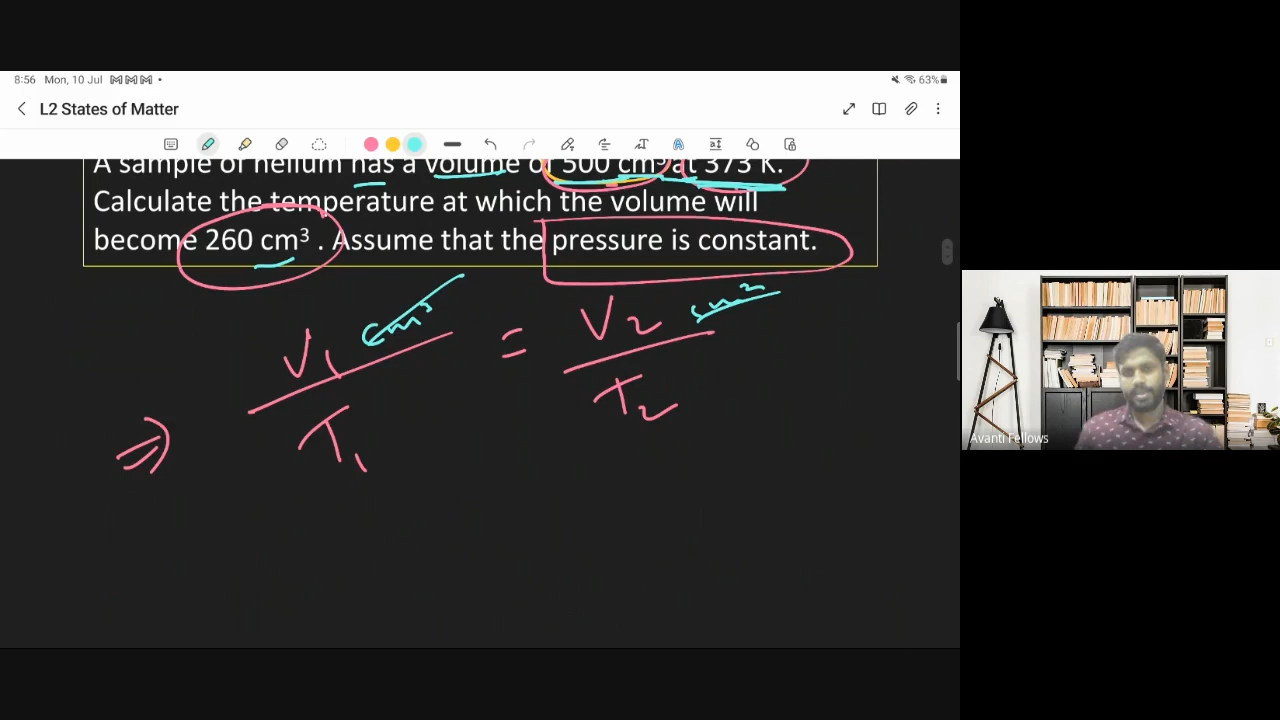 8:56 Mon, 10 Jul
63%
L2 States of Matter
A sample of helium has a volume of 500 cm³ at 373 K.
Calculate the temperature at which the volume will
become 260 cm³ . Assume that the pressure is constant.
V₁ cm³ = V₂
T₁ T₂
Avanti Fellows